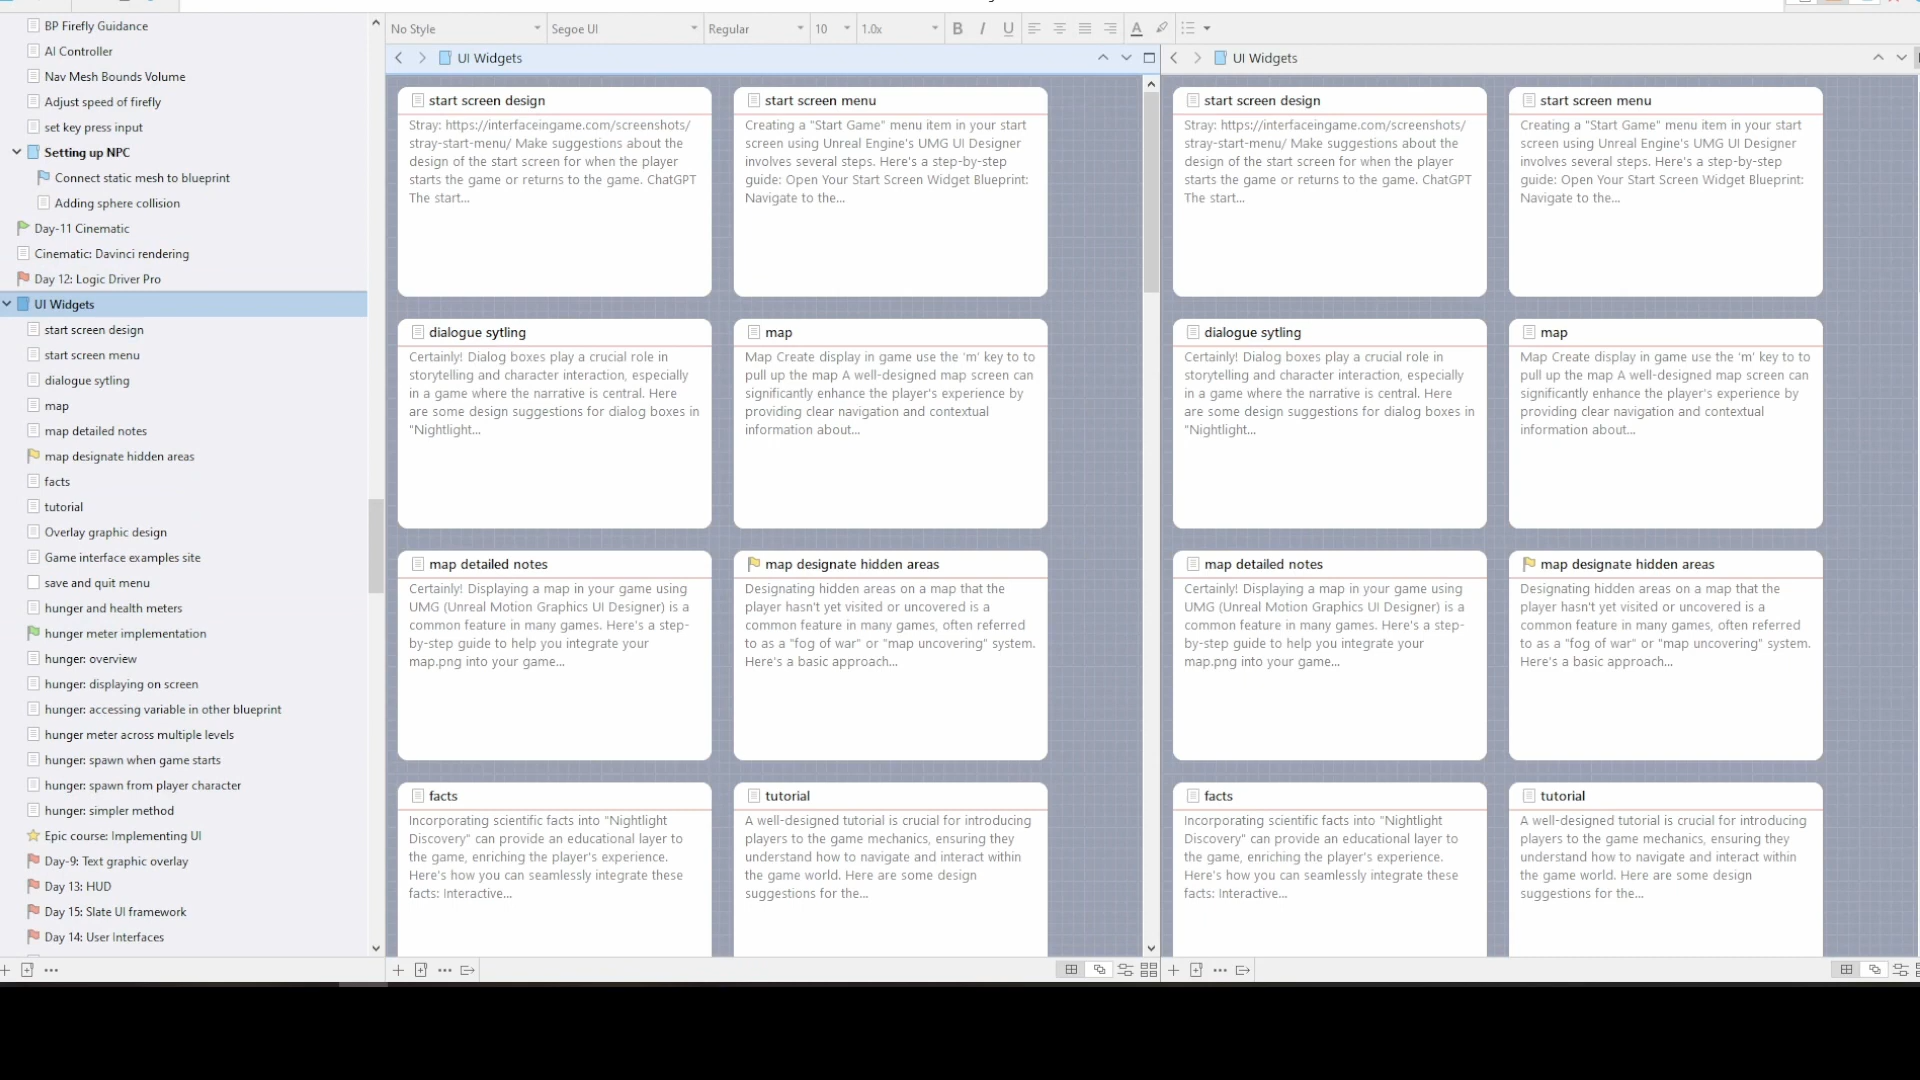 No Style
Segoe UI
Regular
10
1.0x
B
I
U
A
BP Firefly Guidance
AI Controller
Nav Mesh Bounds Volume
Adjust speed of firefly
set key press input
Setting up NPC
Connect static mesh to blueprint
Adding sphere collision
Day-11 Cinematic
Cinematic: Davinci rendering
Day 12: Logic Driver Pro
UI Widgets
start screen design
start screen menu
dialogue sytling
map
map detailed notes
map designate hidden areas
facts
tutorial
Overlay graphic design
Game interface examples site
save and quit menu
hunger and health meters
hunger meter implementation
hunger: overview
hunger: displaying on screen
hunger: accessing variable in other blueprint
hunger meter across multiple levels
hunger: spawn when game starts
hunger: spawn from player character
hunger: simpler method
Epic course: Implementing UI
Day-9: Text graphic overlay
Day 13: HUD
Day 15: Slate UI framework
Day 14: User Interfaces
UI Widgets
start screen design
Stray: https://interfaceingame.com/screenshots/
stray-start-menu/ Make suggestions about the
design of the start screen for when the player
starts the game or returns to the game. ChatGPT
The start...
start screen menu
Creating a "Start Game" menu item in your start
screen using Unreal Engine's UMG UI Designer
involves several steps. Here's a step-by-step
guide: Open Your Start Screen Widget Blueprint:
Navigate to the...
dialogue sytling
Certainly! Dialog boxes play a crucial role in
storytelling and character interaction, especially
in a game where the narrative is central. Here
are some design suggestions for dialog boxes in
"Nightlight...
map
Map Create display in game use the 'm' key to to
pull up the map A well-designed map screen can
significantly enhance the player's experience by
providing clear navigation and contextual
information about...
map detailed notes
Certainly! Displaying a map in your game using
UMG (Unreal Motion Graphics UI Designer) is a
common feature in many games. Here's a step-
by-step guide to help you integrate your
map.png into your game...
map designate hidden areas
Designating hidden areas on a map that the
player hasn't yet visited or uncovered is a
common feature in many games, often referred
to as a "fog of war" or "map uncovering" system.
Here's a basic approach...
facts
Incorporating scientific facts into "Nightlight
Discovery" can provide an educational layer to
the game, enriching the player's experience.
Here's how you can seamlessly integrate these
facts: Interactive...
tutorial
A well-designed tutorial is crucial for introducing
players to the game mechanics, ensuring they
understand how to navigate and interact within
the game world. Here are some design
suggestions for the...
UI Widgets
start screen design
Stray: https://interfaceingame.com/screenshots/
stray-start-menu/ Make suggestions about the
design of the start screen for when the player
starts the game or returns to the game. ChatGPT
The start...
start screen menu
Creating a "Start Game" menu item in your start
screen using Unreal Engine's UMG UI Designer
involves several steps. Here's a step-by-step
guide: Open Your Start Screen Widget Blueprint:
Navigate to the...
dialogue sytling
Certainly! Dialog boxes play a crucial role in
storytelling and character interaction, especially
in a game where the narrative is central. Here
are some design suggestions for dialog boxes in
"Nightlight...
map
Map Create display in game use the 'm' key to to
pull up the map A well-designed map screen can
significantly enhance the player's experience by
providing clear navigation and contextual
information about...
map detailed notes
Certainly! Displaying a map in your game using
UMG (Unreal Motion Graphics UI Designer) is a
common feature in many games. Here's a step-
by-step guide to help you integrate your
map.png into your game...
map designate hidden areas
Designating hidden areas on a map that the
player hasn't yet visited or uncovered is a
common feature in many games, often referred
to as a "fog of war" or "map uncovering" system.
Here's a basic approach...
facts
Incorporating scientific facts into "Nightlight
Discovery" can provide an educational layer to
the game, enriching the player's experience.
Here's how you can seamlessly integrate these
facts: Interactive...
tutorial
A well-designed tutorial is crucial for introducing
players to the game mechanics, ensuring they
understand how to navigate and interact within
the game world. Here are some design
suggestions for the...